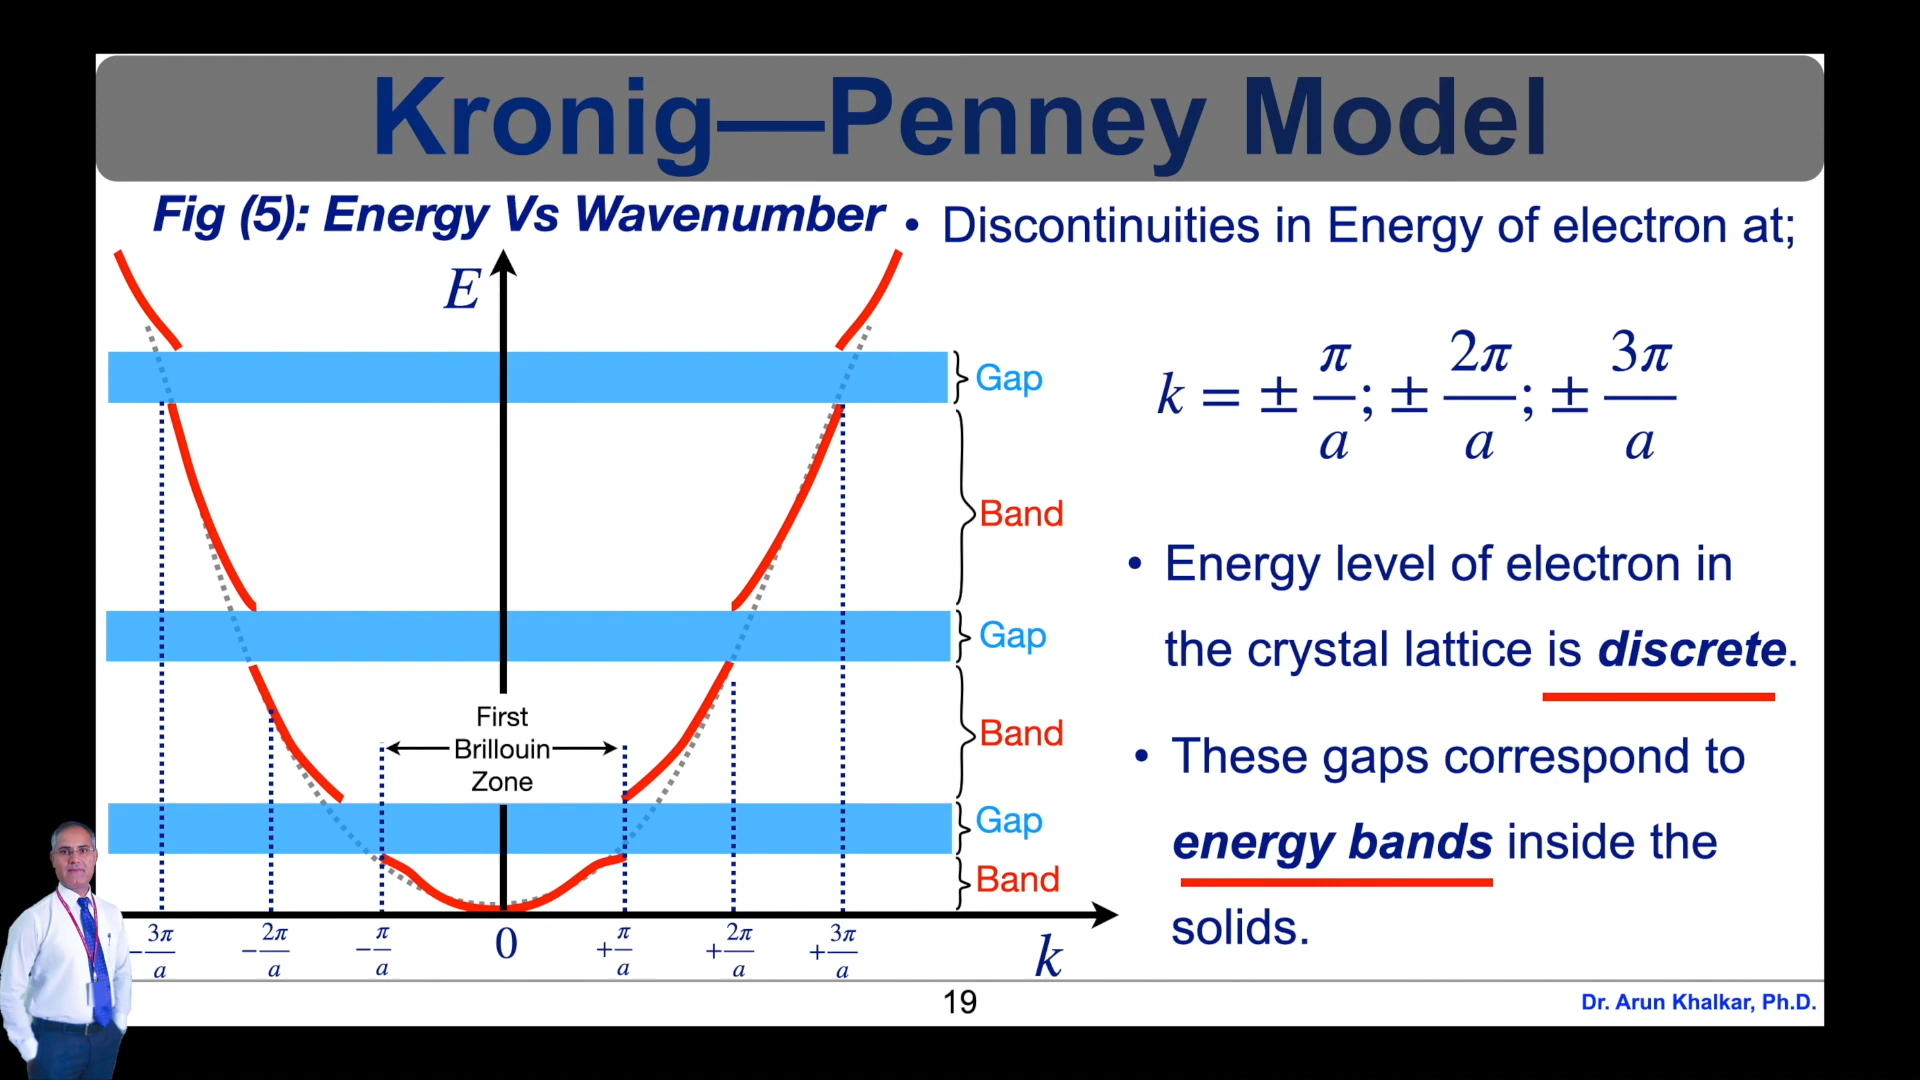 Kronig—Penney Model
Fig (5): Energy Vs Wavenumber
E
Gap
Band
Gap
Band
Gap
Band
First
Brillouin
Zone
-3π/a -2π/a -π/a 0 +π/a +2π/a +3π/a
k
• Discontinuities in Energy of electron at;
k = ± π/a; ± 2π/a; ± 3π/a
• Energy level of electron in
the crystal lattice is discrete.
• These gaps correspond to
energy bands inside the
solids.
19
Dr. Arun Khalkar, Ph.D.